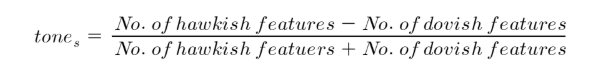 tone_s = No. of hawkish features − No. of dovish features
No. of hawkish featuers + No. of dovish features